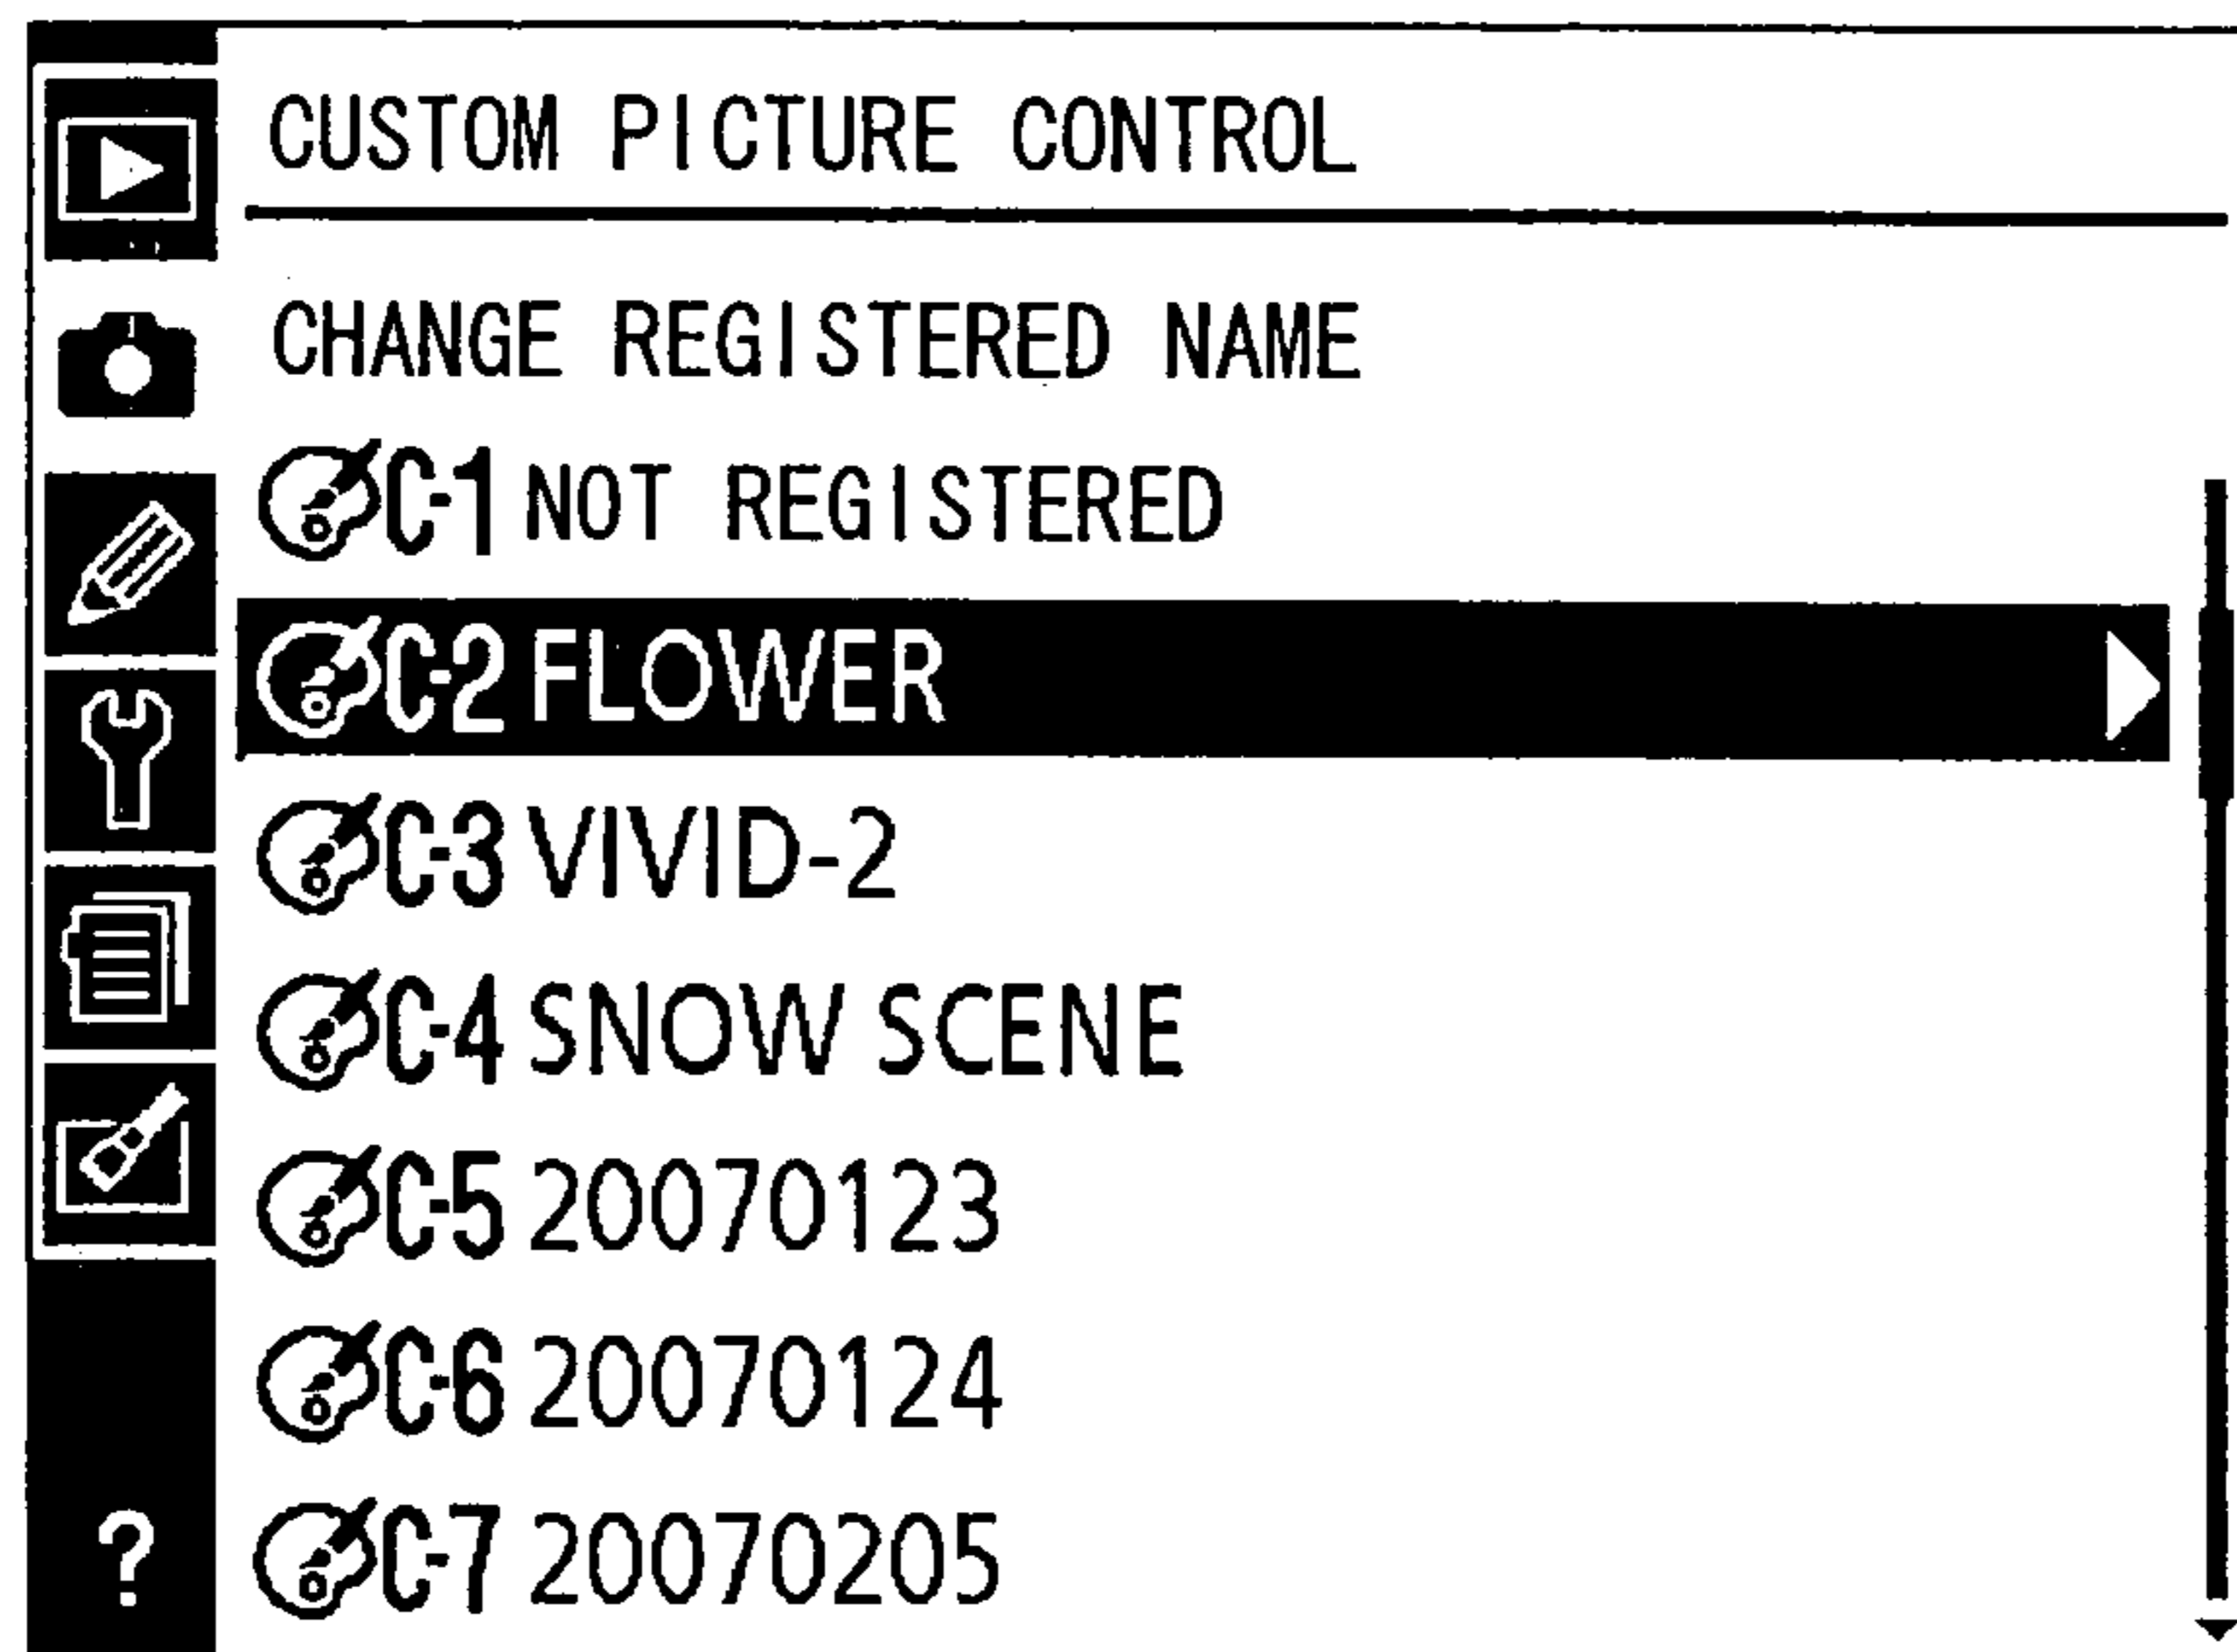 CUSTOM PICTURE CONTROL
CHANGE REGISTERED NAME
C-1 NOT REGISTERED
C-2 FLOWER
C-3 VIVID-2
C-4 SNOW SCENE
C-5 20070123
C-6 20070124
C-7 20070205
?